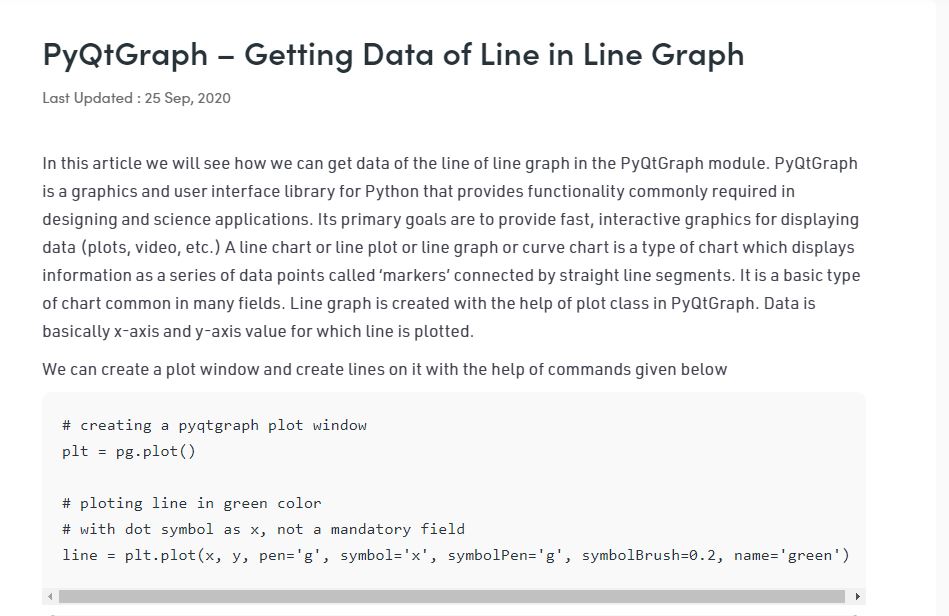 PyQtGraph – Getting Data of Line in Line Graph
Last Updated : 25 Sep, 2020
In this article we will see how we can get data of the line of line graph in the PyQtGraph module. PyQtGraph
is a graphics and user interface library for Python that provides functionality commonly required in
designing and science applications. Its primary goals are to provide fast, interactive graphics for displaying
data (plots, video, etc.) A line chart or line plot or line graph or curve chart is a type of chart which displays
information as a series of data points called ‘markers’ connected by straight line segments. It is a basic type
of chart common in many fields. Line graph is created with the help of plot class in PyQtGraph. Data is
basically x-axis and y-axis value for which line is plotted.
We can create a plot window and create lines on it with the help of commands given below
# creating a pyqtgraph plot window
plt = pg.plot()
# ploting line in green color
# with dot symbol as x, not a mandatory field
line = plt.plot(x, y, pen='g', symbol='x', symbolPen='g', symbolBrush=0.2, name='green')